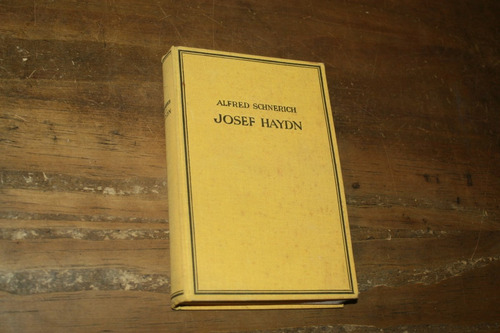 ALFRED SCHNERICH
JOSEF HAYDN